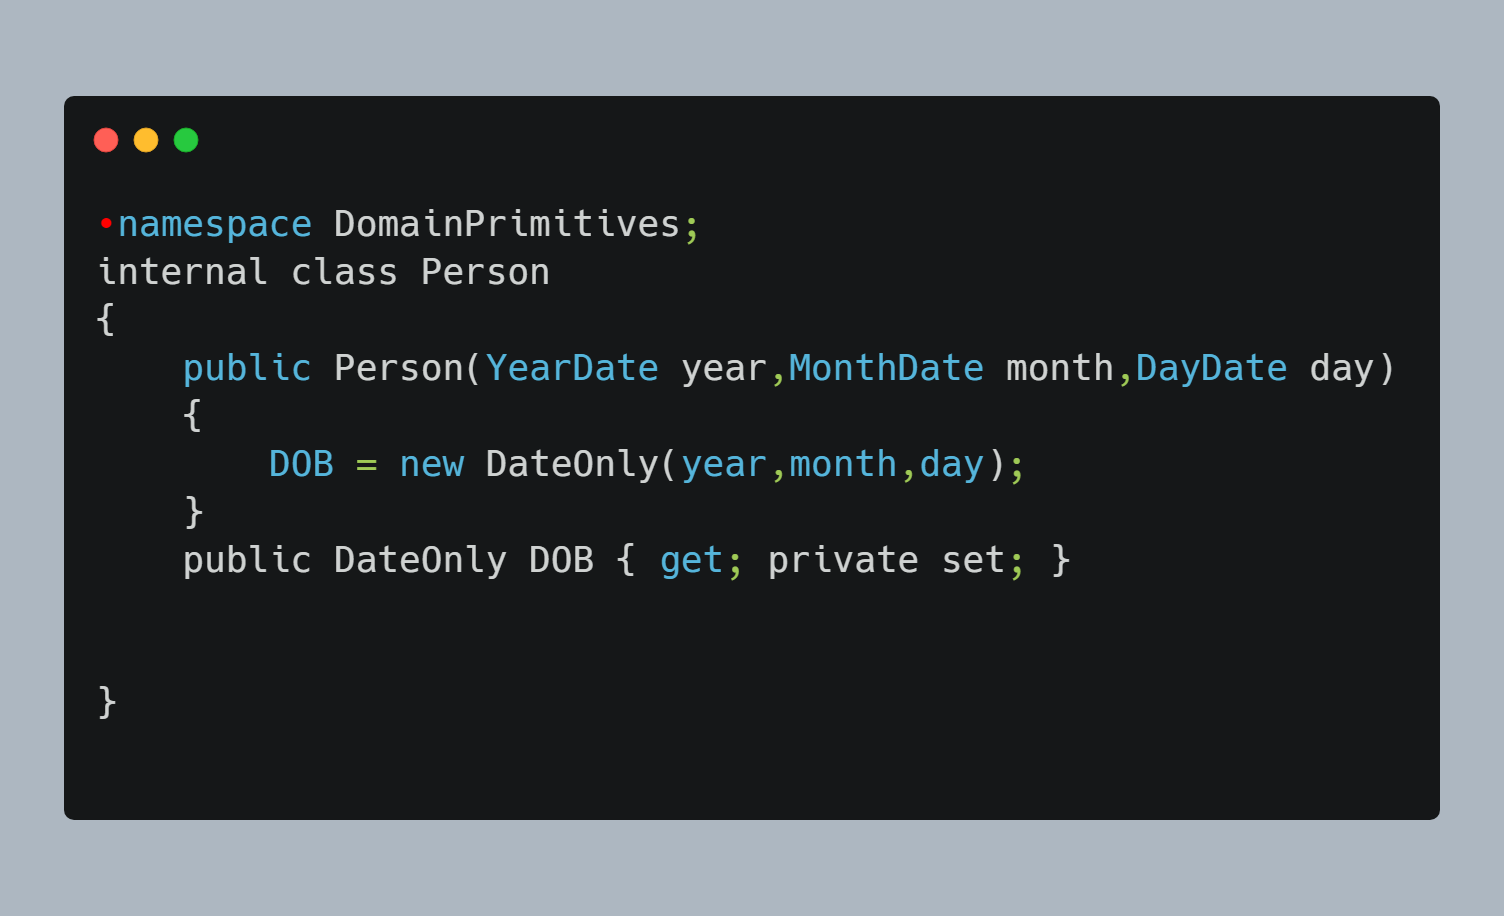 •namespace DomainPrimitives;
internal class Person
{
    public Person(YearDate year,MonthDate month,DayDate day)
    {
        DOB = new DateOnly(year,month,day);
    }
    public DateOnly DOB { get; private set; }
}